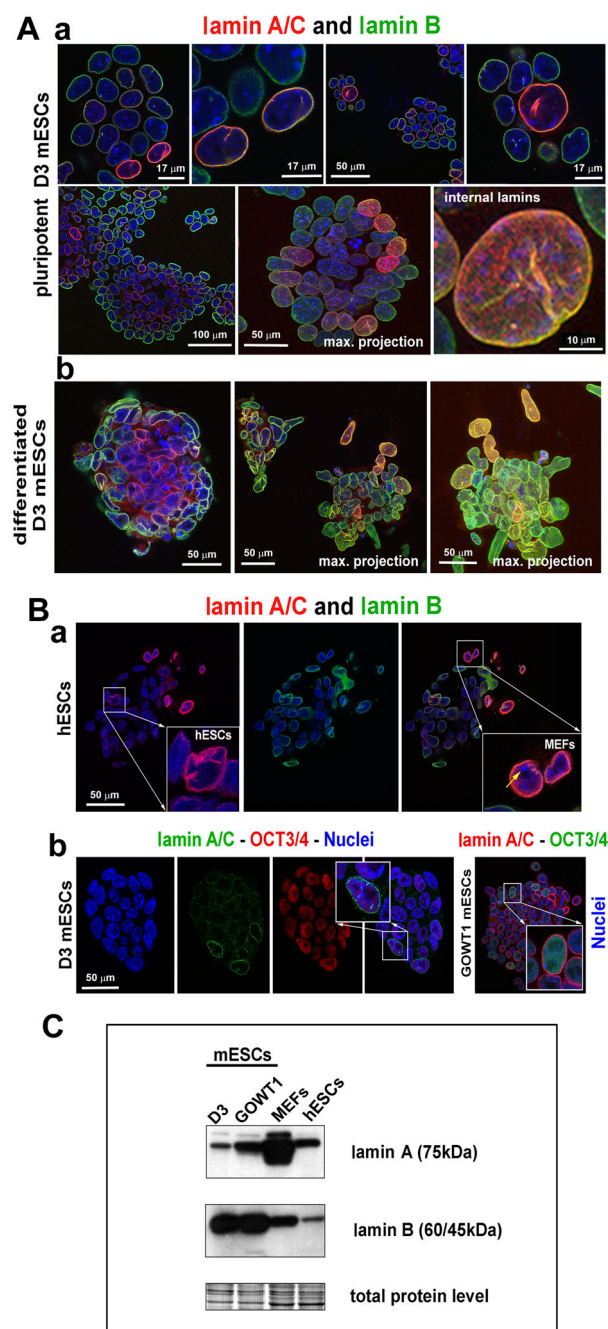 lamin A/C and lamin B
A
a
pluripotent D3 mESCs
17 µm
17 µm
50 µm
17 µm
100 µm
50 µm
max. projection
internal lamins
10 µm
b
differentiated
D3 mESCs
50 µm
50 µm
max. projection
50 µm
max. projection
B
lamin A/C and lamin B
a
hESCs
50 µm
hESCs
MEFs
b
lamin A/C - OCT3/4 - Nuclei
lamin A/C - OCT3/4
D3 mESCs
50 µm
GOWT1 mESCs
Nuclei
C
mESCs
D3
GOWT1
MEFs
hESCs
lamin A (75kDa)
lamin B (60/45kDa)
total protein level